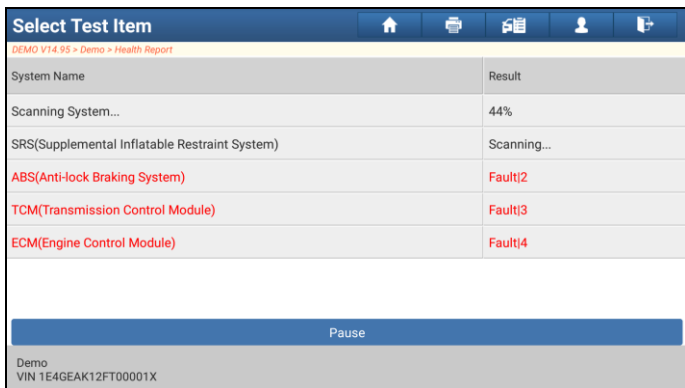 Select Test Item
DEMO V14.95 > Demo > Health Report
System Name Result
Scanning System... 44%
SRS(Supplemental Inflatable Restraint System) Scanning...
ABS(Anti-lock Braking System) Fault|2
TCM(Transmission Control Module) Fault|3
ECM(Engine Control Module) Fault|4
Pause
Demo
VIN 1E4GEAK12FT00001X